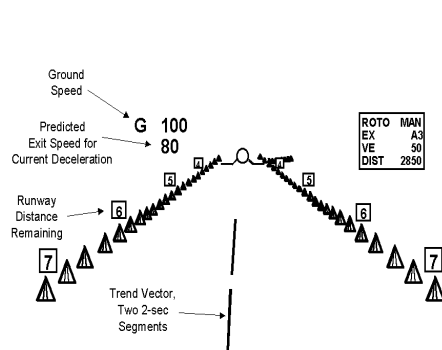 Ground
Speed
G 100
80
Predicted
Exit Speed for
Current Deceleration
ROTO MAN
EX A3
VE 50
DIST 2850
4
4
5
5
Runway
Distance
Remaining
6
6
7
7
Trend Vector,
Two 2-sec
Segments